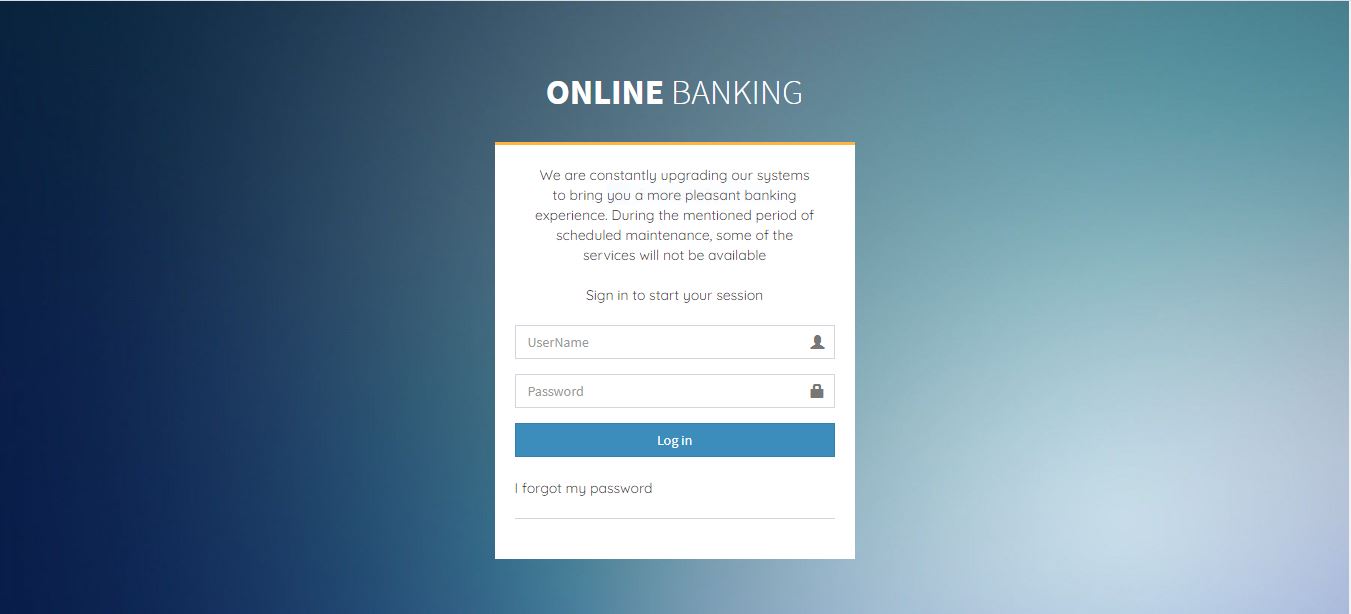 ONLINE BANKING
We are constantly upgrading our systems
to bring you a more pleasant banking
experience. During the mentioned period of
scheduled maintenance, some of the
services will not be available
Sign in to start your session
UserName
Password
Log in
I forgot my password